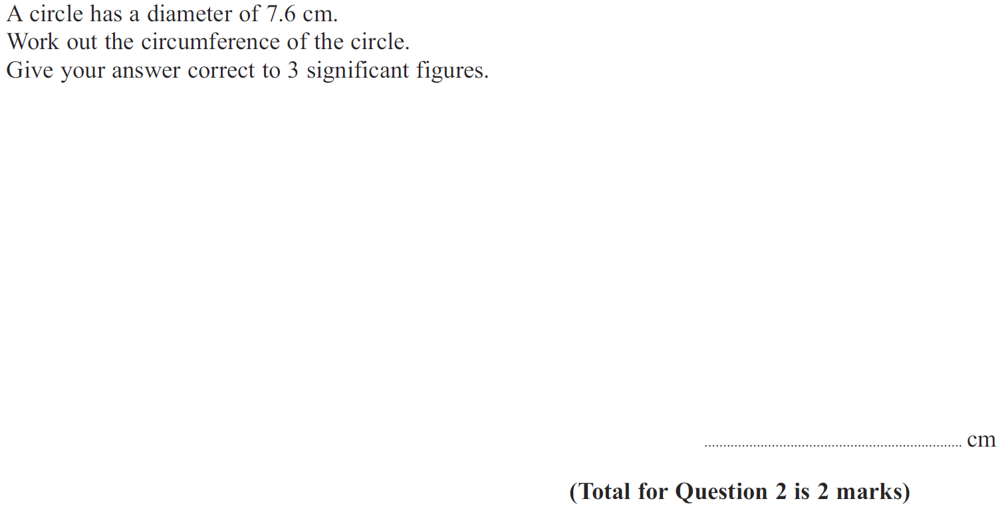 A circle has a diameter of 7.6 cm.
Work out the circumference of the circle.
Give your answer correct to 3 significant figures.
.................................................................... cm
(Total for Question 2 is 2 marks)